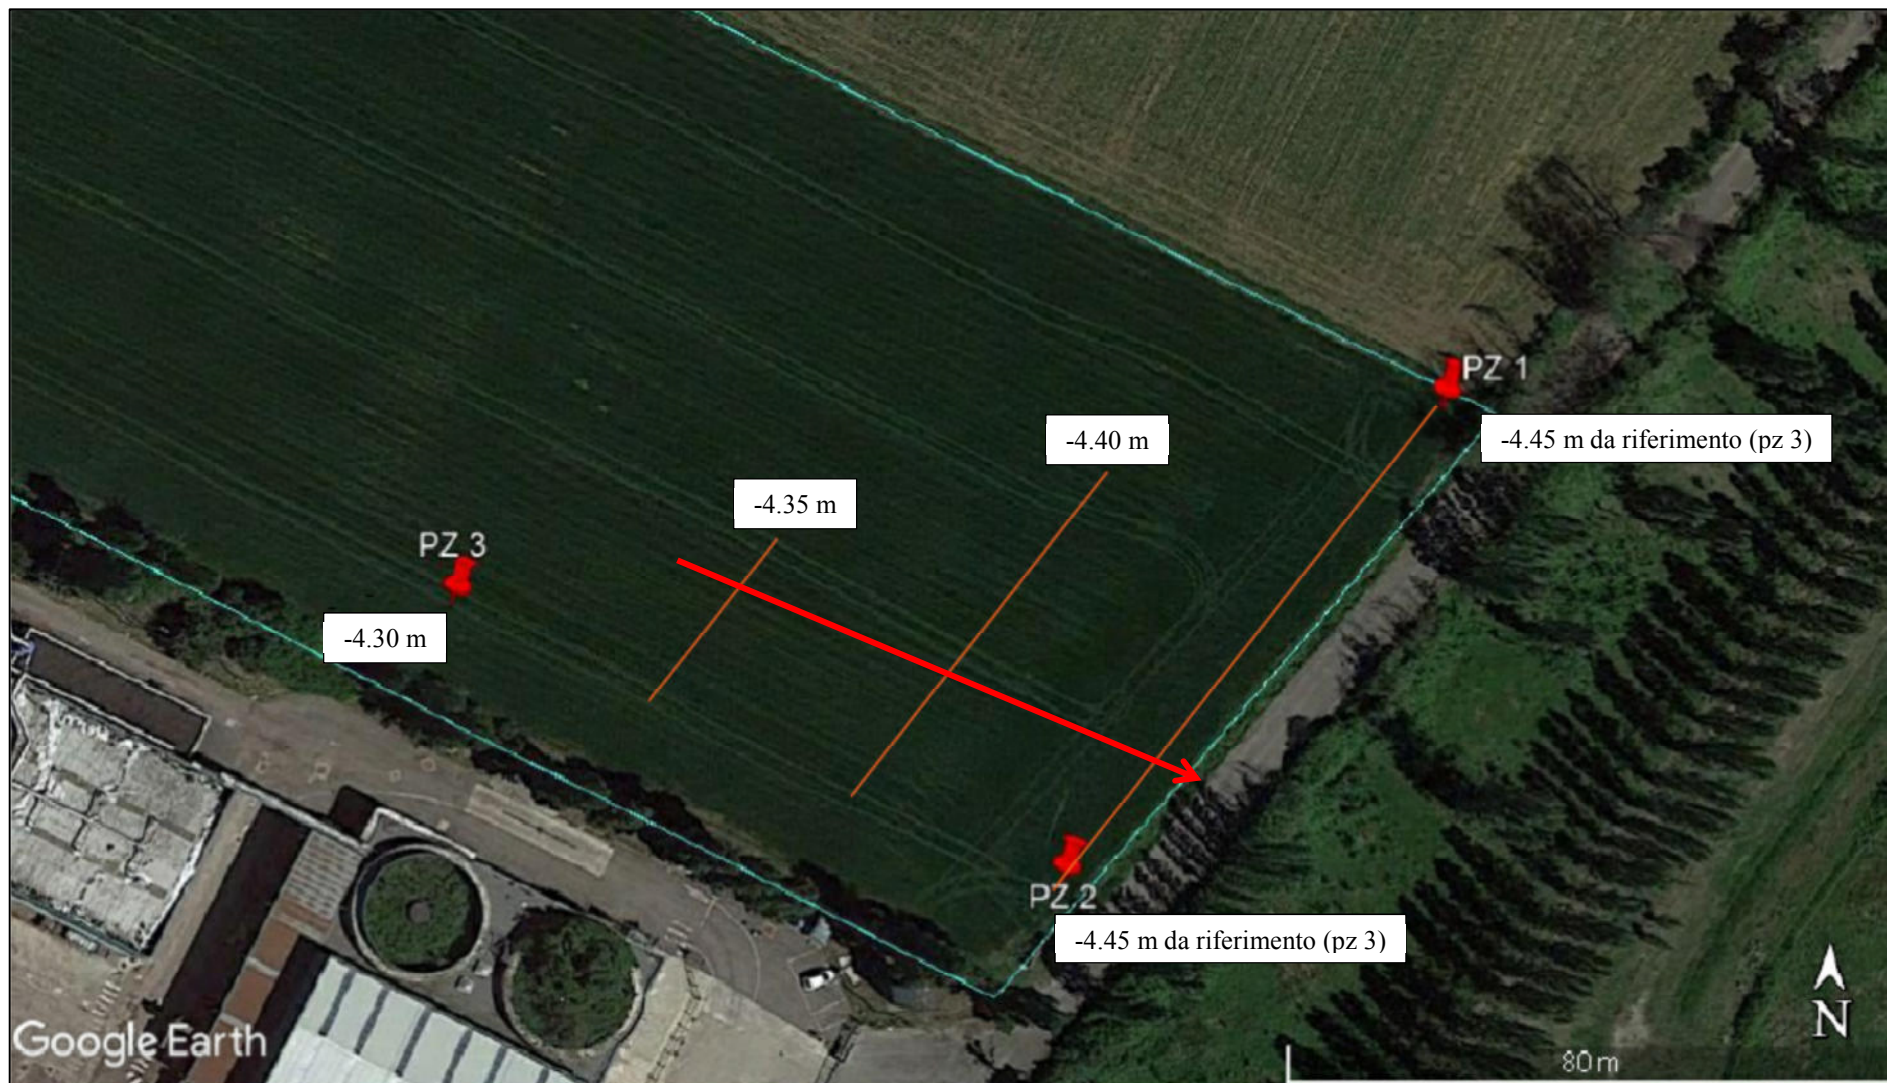 PZ 1
-4.45 m da riferimento (pz 3)
-4.40 m
-4.35 m
PZ 3
-4.30 m
PZ 2
-4.45 m da riferimento (pz 3)
Google Earth
N
80 m